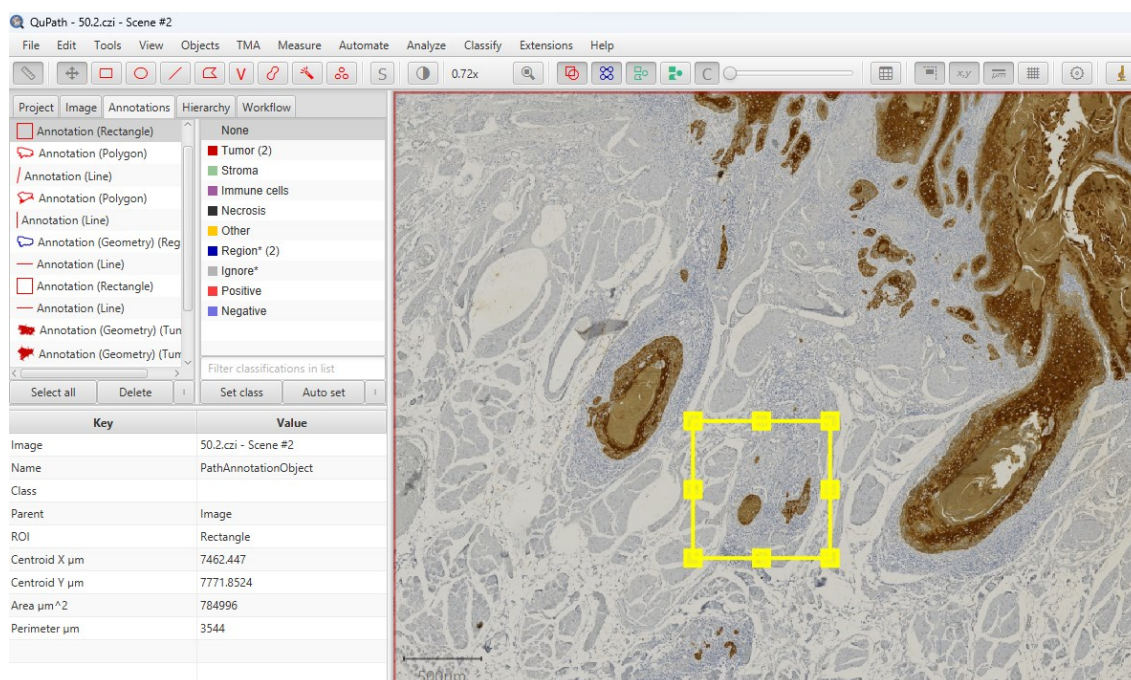 QuPath - 50.2.czi - Scene #2
File Edit Tools View Objects TMA Measure Automate Analyze Classify Extensions Help
S 0.72x C x,y µm
Project Image Annotations Hierarchy Workflow
Annotation (Rectangle)
Annotation (Polygon)
Annotation (Line)
Annotation (Polygon)
Annotation (Line)
Annotation (Geometry) (Reg
Annotation (Line)
Annotation (Rectangle)
Annotation (Line)
Annotation (Geometry) (Tun
Annotation (Geometry) (Tum
None
Tumor (2)
Stroma
Immune cells
Necrosis
Other
Region* (2)
Ignore*
Positive
Negative
Filter classifications in list
Select all Delete Set class Auto set
Key Value
Image 50.2.czi - Scene #2
Name PathAnnotationObject
Class
Parent Image
ROI Rectangle
Centroid X µm 7462.447
Centroid Y µm 7771.8524
Area µm^2 784996
Perimeter µm 3544
500µm